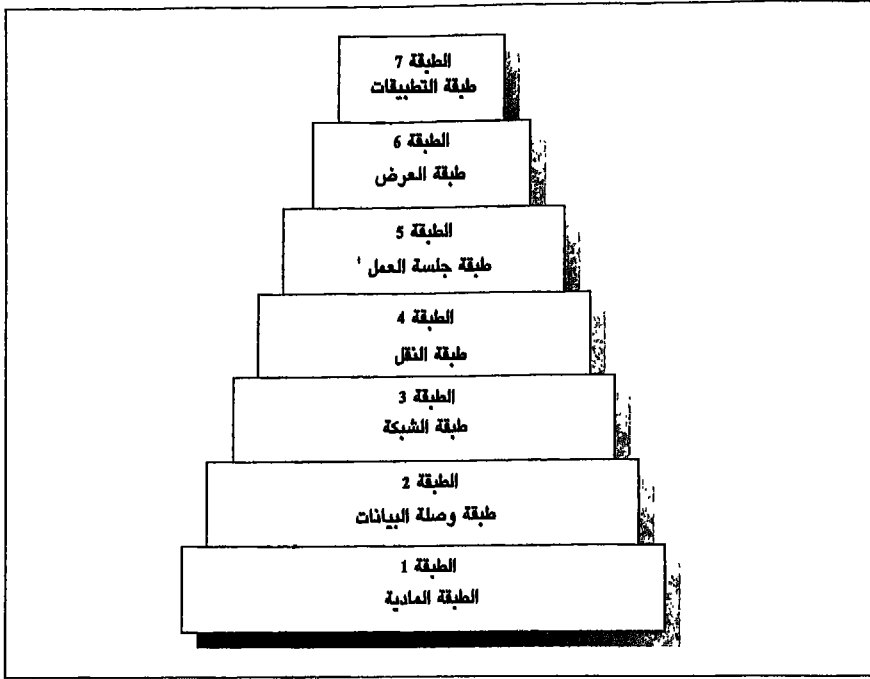 الطبقة 7
طبقة التطبيقات
الطبقة 6
طبقة العرض
الطبقة 5
طبقة جلسة العمل
الطبقة 4
طبقة النقل
الطبقة 3
طبقة الشبكة
الطبقة 2
طبقة وصلة البيانات
الطبقة 1
الطبقة المادية